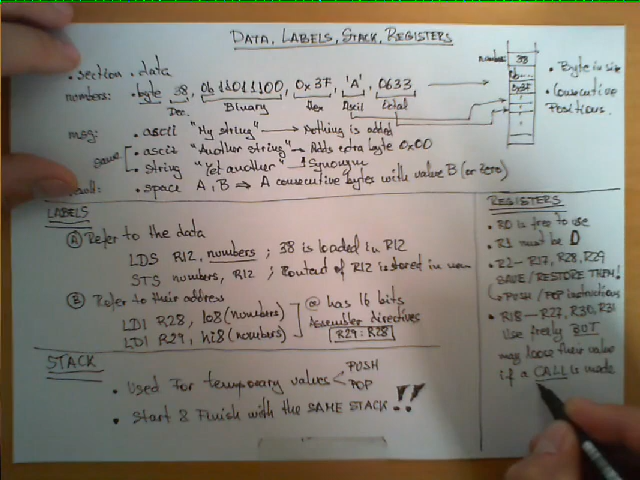 DATA, LABELS, STACK, REGISTERS
.section .data
numbers: .byte 38, 0b11011100, 0x3F, 'A', 0633
Dec. Binary Hex Ascii Octal
msg: .ascii "My string" → Nothing is added
same .asciz "Another string" → Adds extra byte 0x00
.string "Yet another" Synonym
.space A, B ⇒ A consecutive bytes with value B (or zero)
numbers: 38
0b...
0x3F
• Byte in size
• Consecutive
Positions.
LABELS
A Refer to the data
LDS R12, numbers ; 38 is loaded in R12
STS numbers, R12 ; Content of R12 is stored in
B Refer to their address
LDI R28, lo8(numbers)
LDI R29, hi8(numbers)
@ has 16 bits
Assembler directives
R29:R28
STACK
• Used For temporary values < PUSH
POP
• Start & Finish with the SAME STACK !!
REGISTERS
• R0 is free to use
• R1 must be 0
• R2 — R17, R28, R29
SAVE/RESTORE THEM!
PUSH / POP instructions
• R18 — R27, R30, R31
Use freely BUT
may loose their value
if a CALL is made